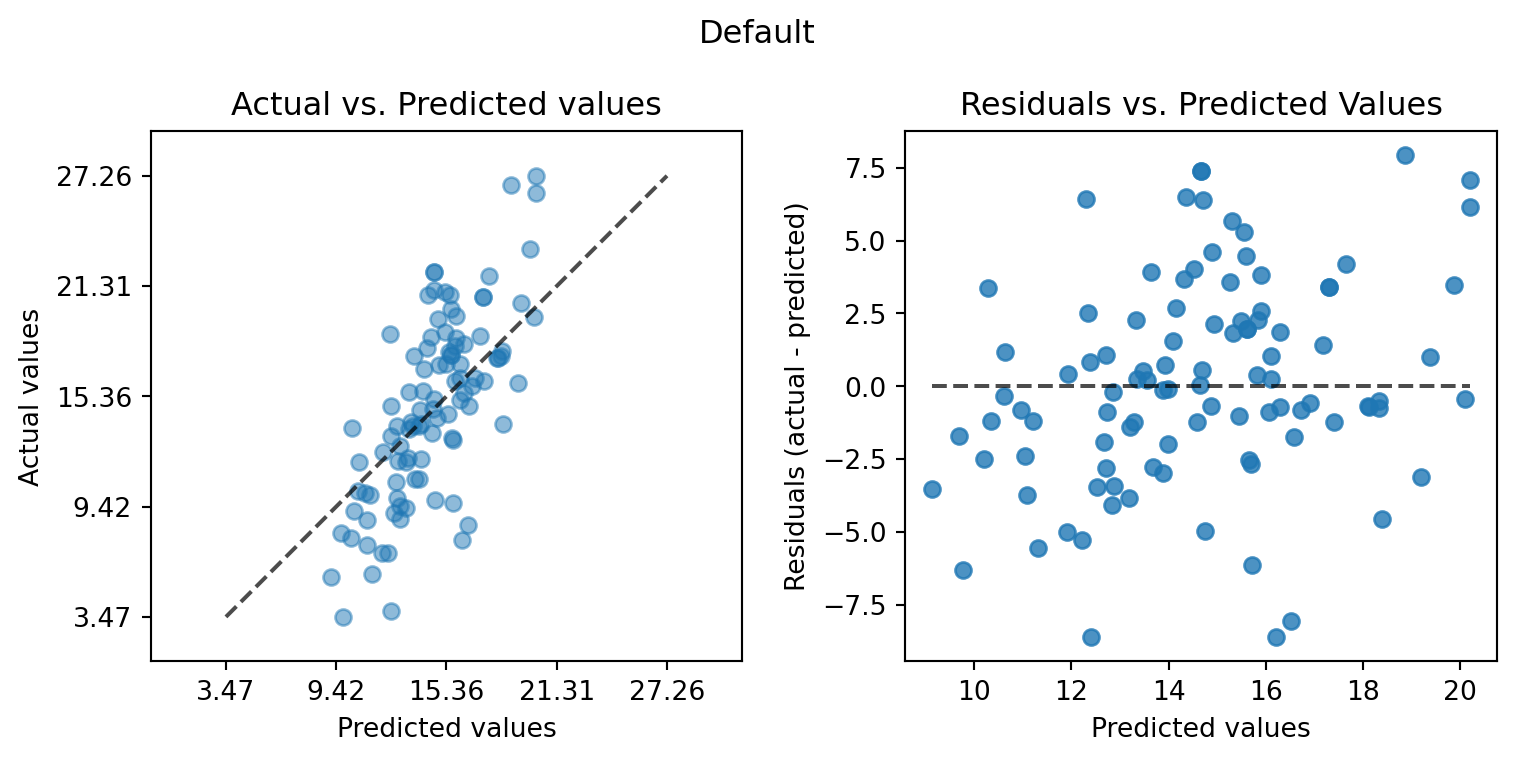 Default
Actual vs. Predicted values
Actual values
27.26
21.31
15.36
9.42
3.47
3.47 9.42 15.36 21.31 27.26
Predicted values
Residuals vs. Predicted Values
Residuals (actual - predicted)
7.5
5.0
2.5
0.0
−2.5
−5.0
−7.5
10 12 14 16 18 20
Predicted values